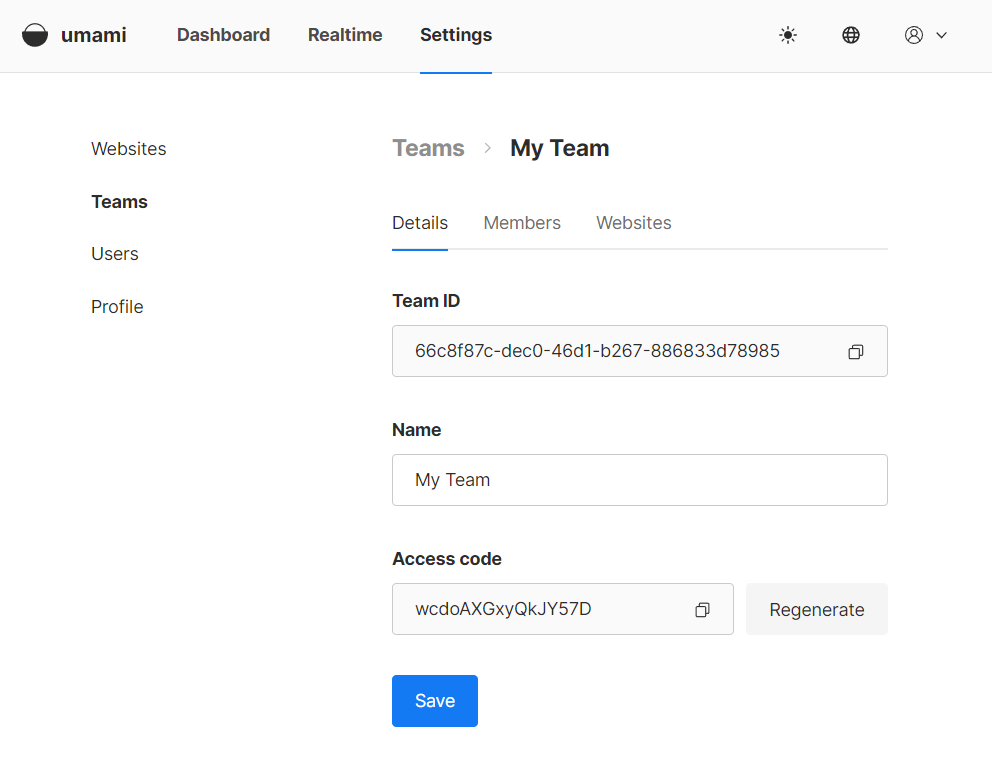 umami Dashboard Realtime Settings
Websites
Teams
Users
Profile
Teams > My Team
Details Members Websites
Team ID
66c8f87c-dec0-46d1-b267-886833d78985
Name
My Team
Access code
wcdoAXGxyQkJY57D
Regenerate
Save